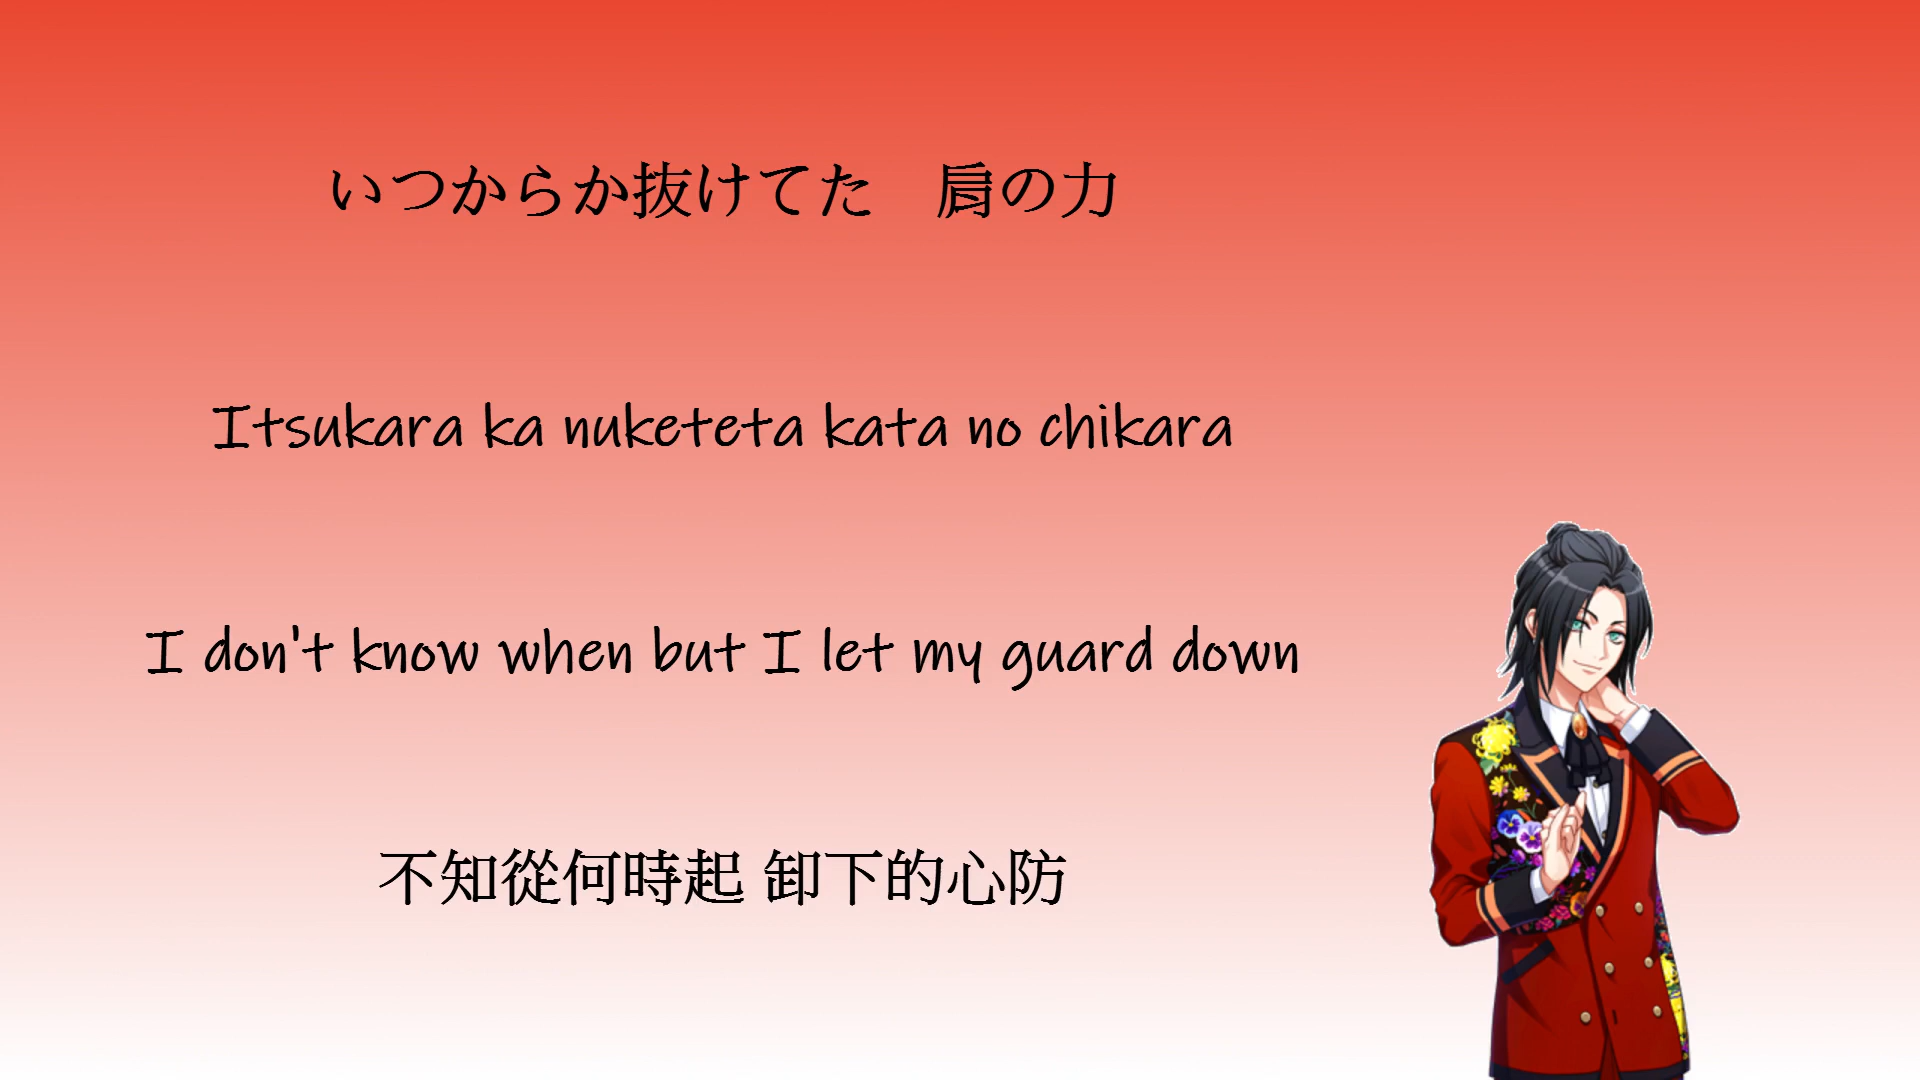 いつからか抜けてた　肩の力
Itsukara ka nuketeta kata no chikara
I don't know when but I let my guard down
不知從何時起 卸下的心防